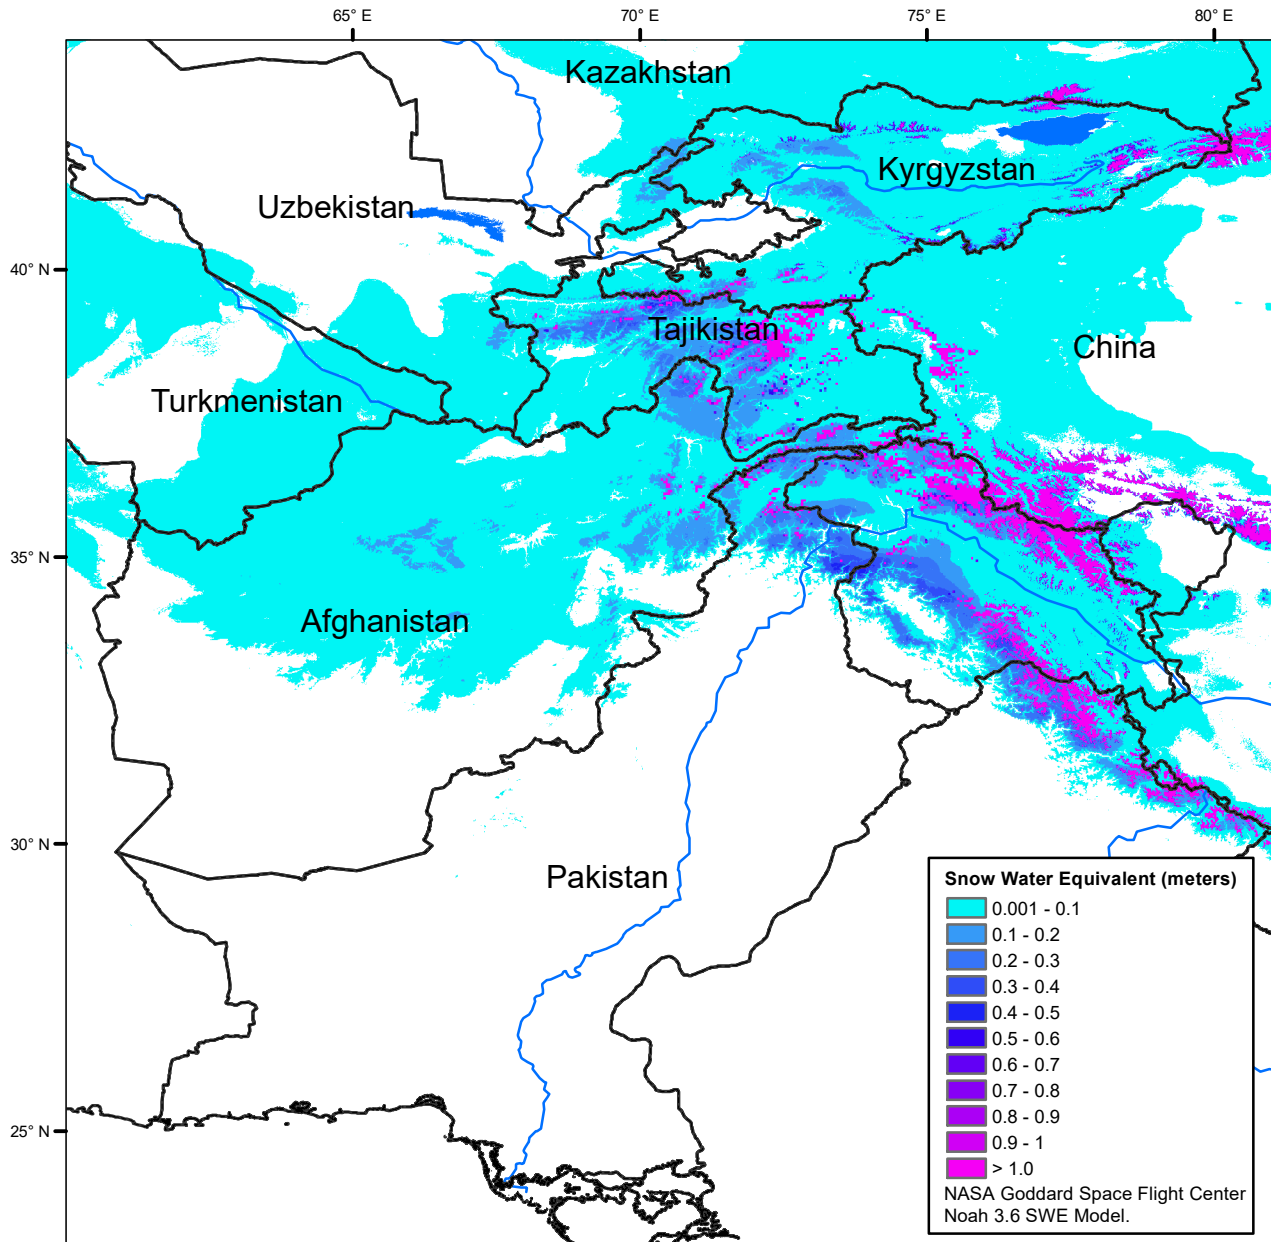 65° E
70° E
75° E
80° E
Kazakhstan
Kyrgyzstan
Uzbekistan
40° N
Tajikistan
China
Turkmenistan
35° N
Afghanistan
30° N
Pakistan
25° N
Snow Water Equivalent (meters)
0.001 - 0.1
0.1 - 0.2
0.2 - 0.3
0.3 - 0.4
0.4 - 0.5
0.5 - 0.6
0.6 - 0.7
0.7 - 0.8
0.8 - 0.9
0.9 - 1
> 1.0
NASA Goddard Space Flight Center
Noah 3.6 SWE Model.